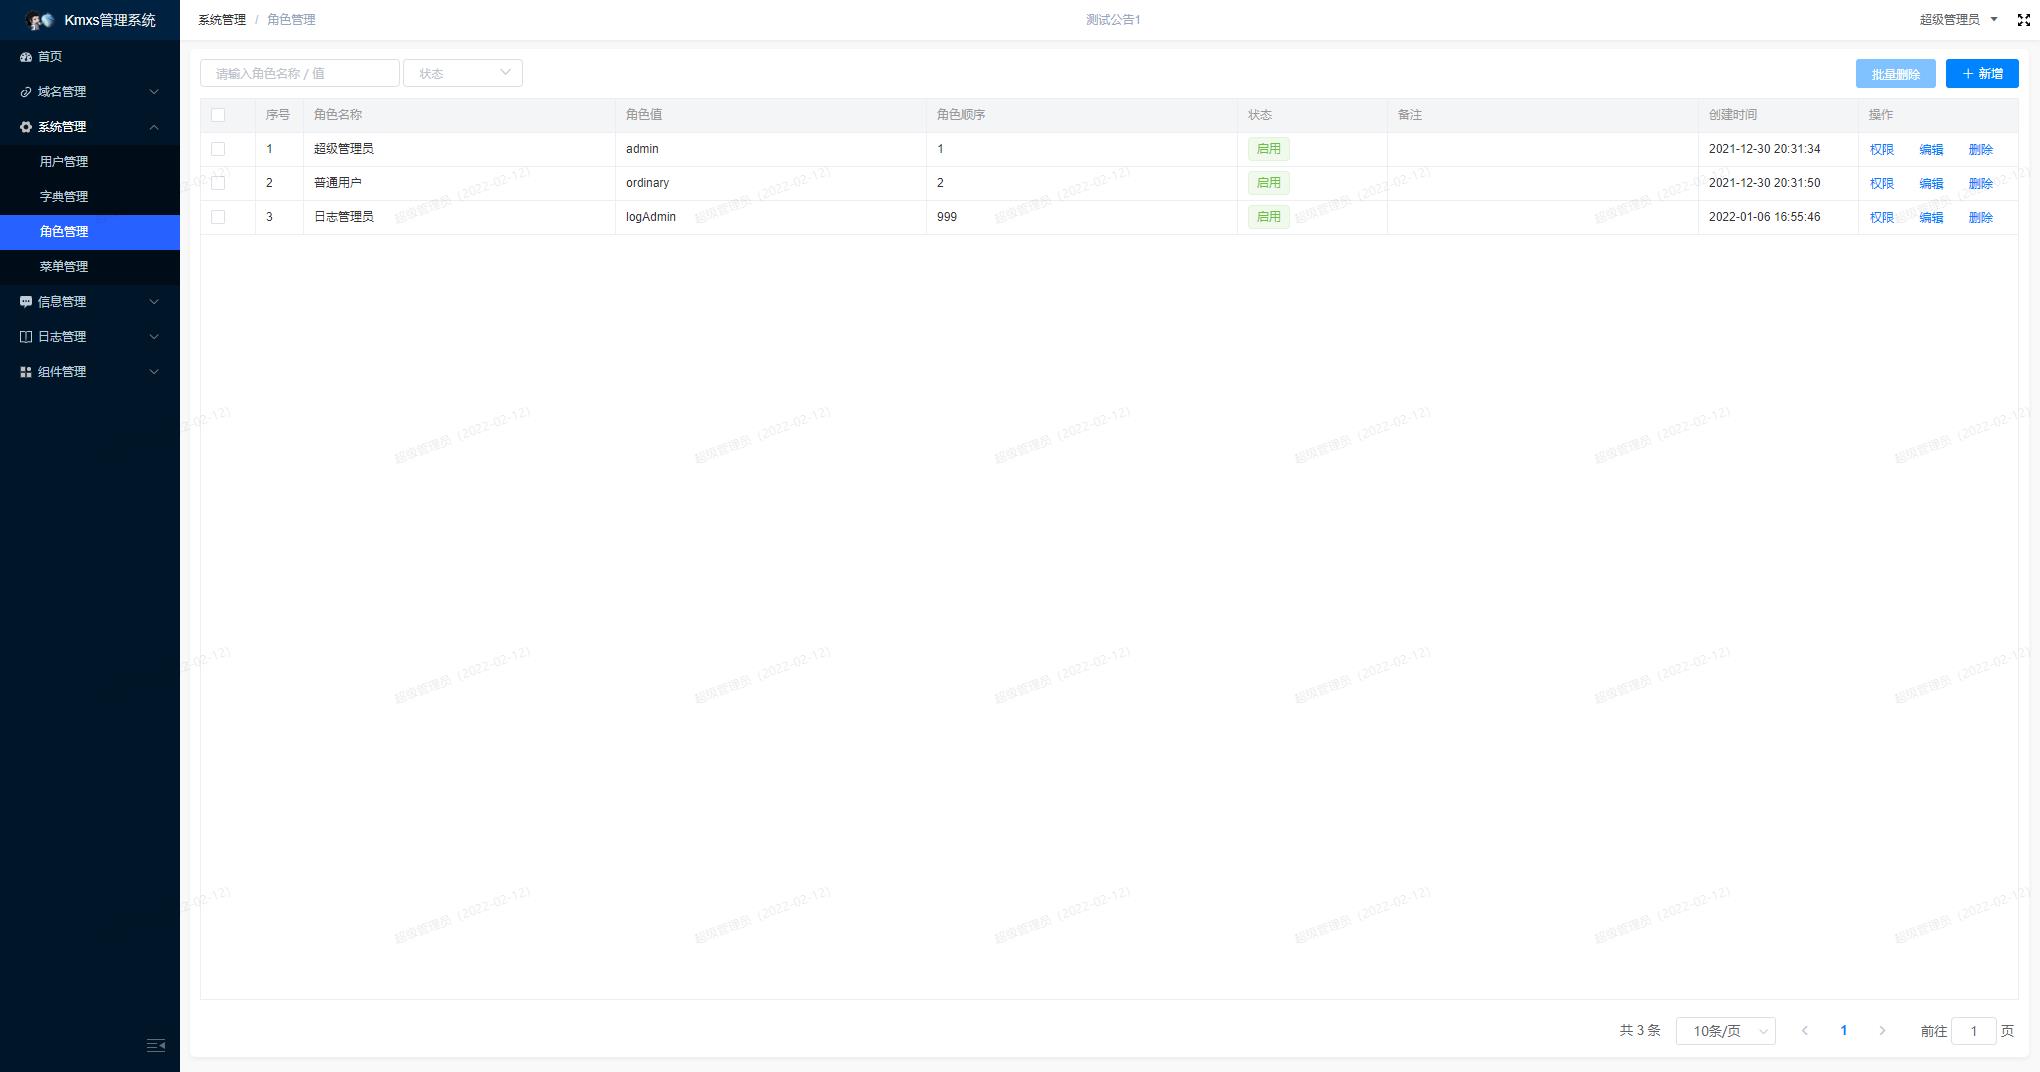 Kmxs管理系统
首页
域名管理
系统管理
用户管理
字典管理
角色管理
菜单管理
信息管理
日志管理
组件管理
系统管理 / 角色管理
测试公告1
超级管理员
请输入角色名称 / 值
状态
批量删除
+ 新增
序号 角色名称 角色值 角色顺序 状态 备注 创建时间 操作
1 超级管理员 admin 1 启用 2021-12-30 20:31:34 权限 编辑 删除
2 普通用户 ordinary 2 启用 2021-12-30 20:31:50 权限 编辑 删除
3 日志管理员 logAdmin 999 启用 2022-01-06 16:55:46 权限 编辑 删除
超级管理员（2022-02-12）
共 3 条 10条/页 1 前往 1 页